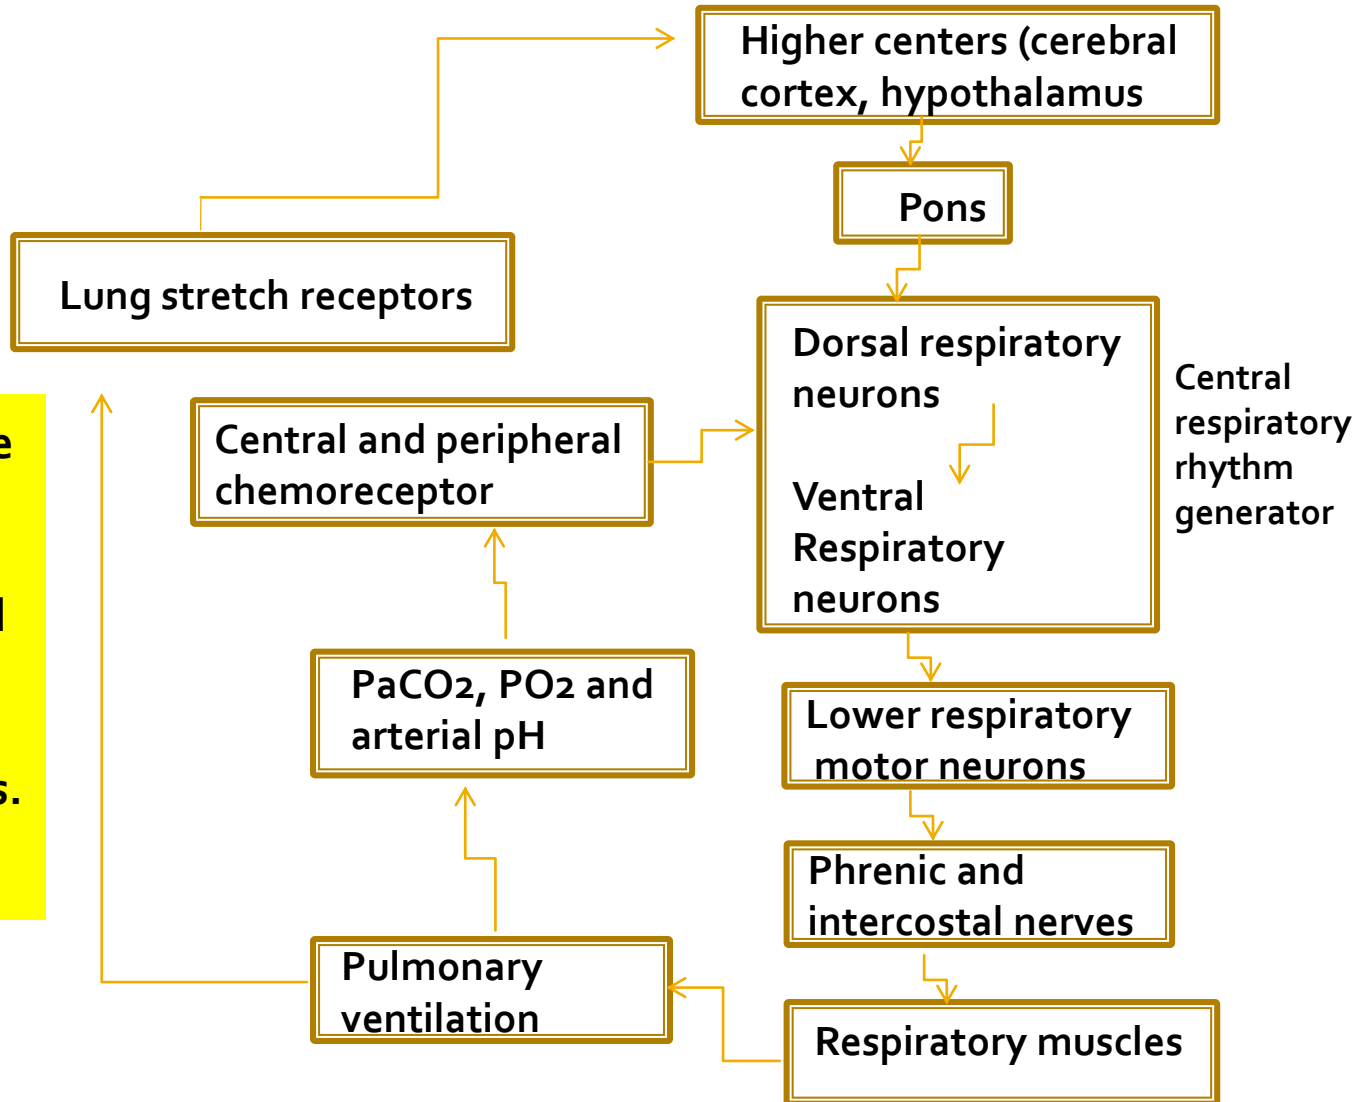 Higher centers (cerebral
cortex, hypothalamus
Pons
Lung stretch receptors
Dorsal respiratory
neurons
Ventral
Respiratory
neurons
Central
respiratory
rhythm
generator
Central and peripheral
chemoreceptor
PaCO2, PO2 and
arterial pH
Lower respiratory
motor neurons
Phrenic and
intercostal nerves
Pulmonary
ventilation
Respiratory muscles